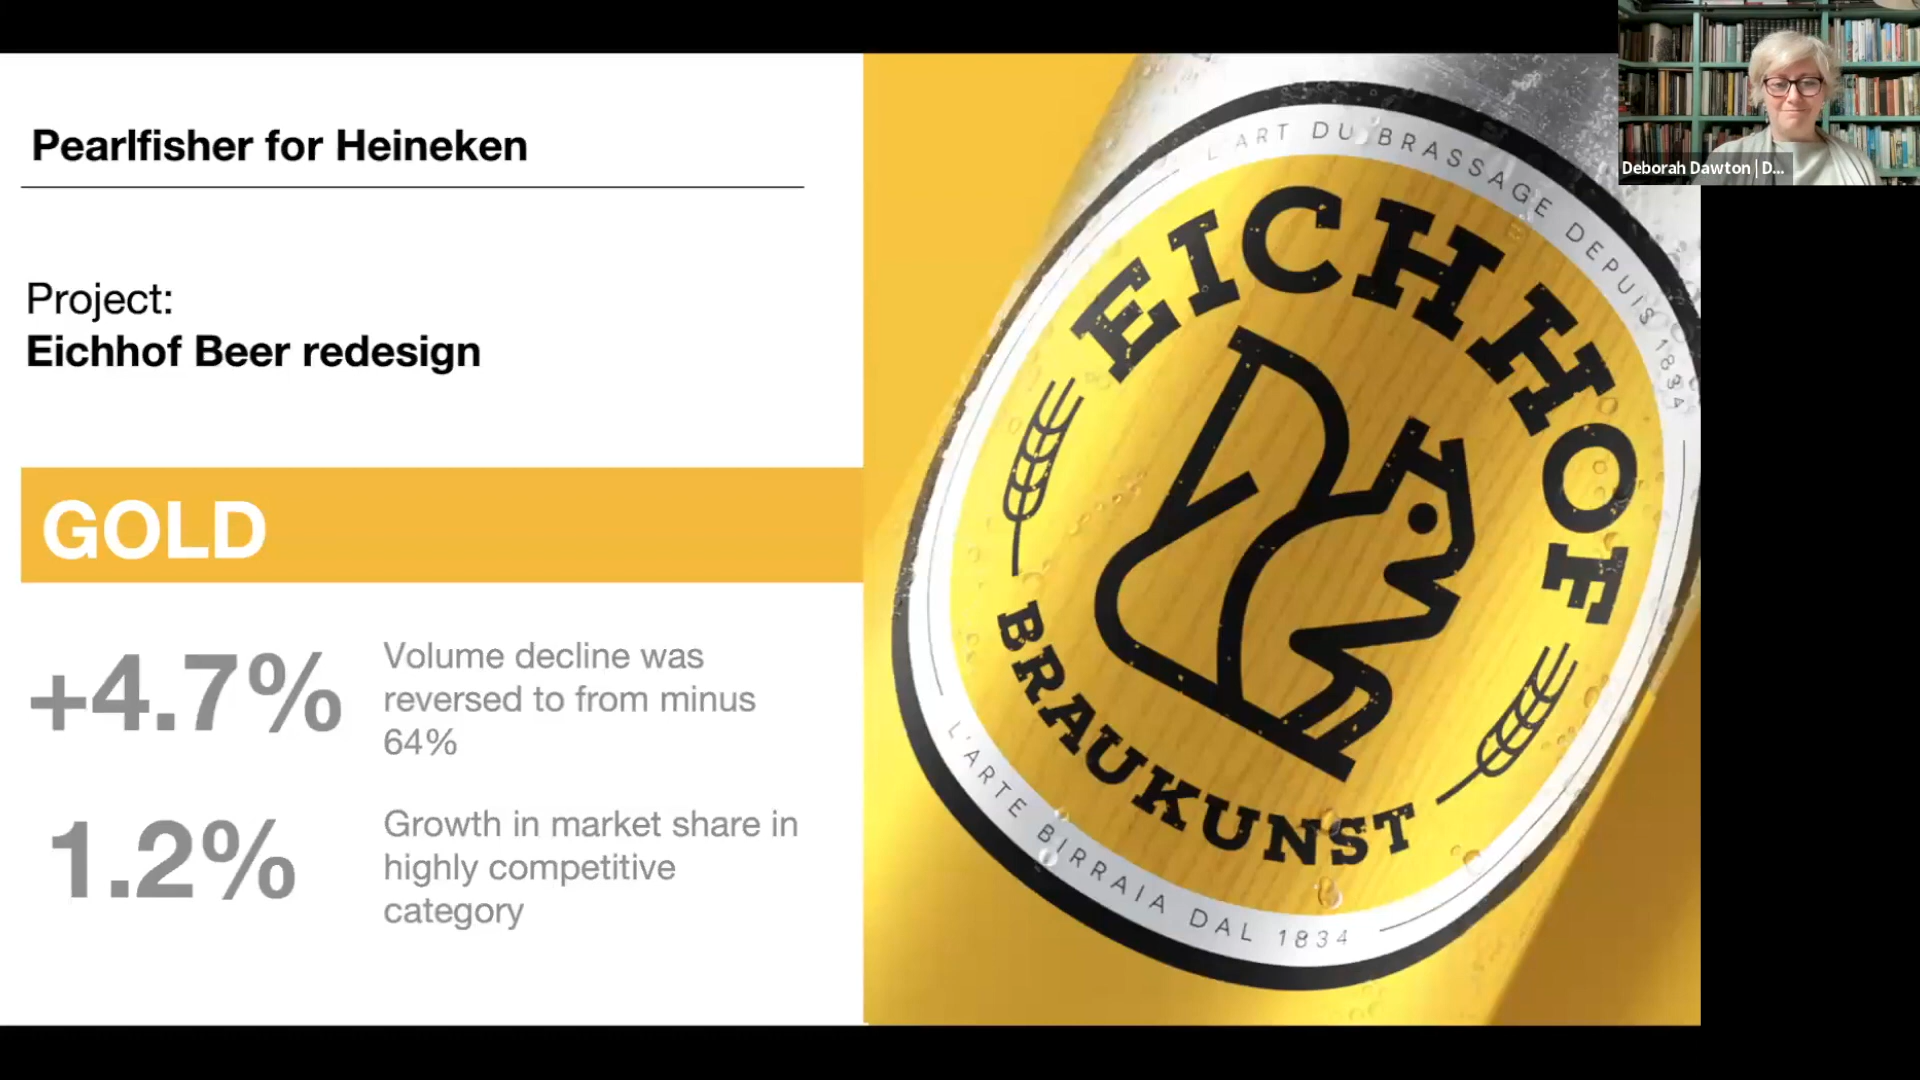 Pearlfisher for Heineken
Project:
Eichhof Beer redesign
GOLD
+4.7%
Volume decline was
reversed to from minus
64%
1.2%
Growth in market share in
highly competitive
category
L'ART DU BRASSAGE DEPUIS 1834
EICHHOF
BRAUKUNST
L'ARTE BIRRAIA DAL 1834
Deborah Dawton | D...